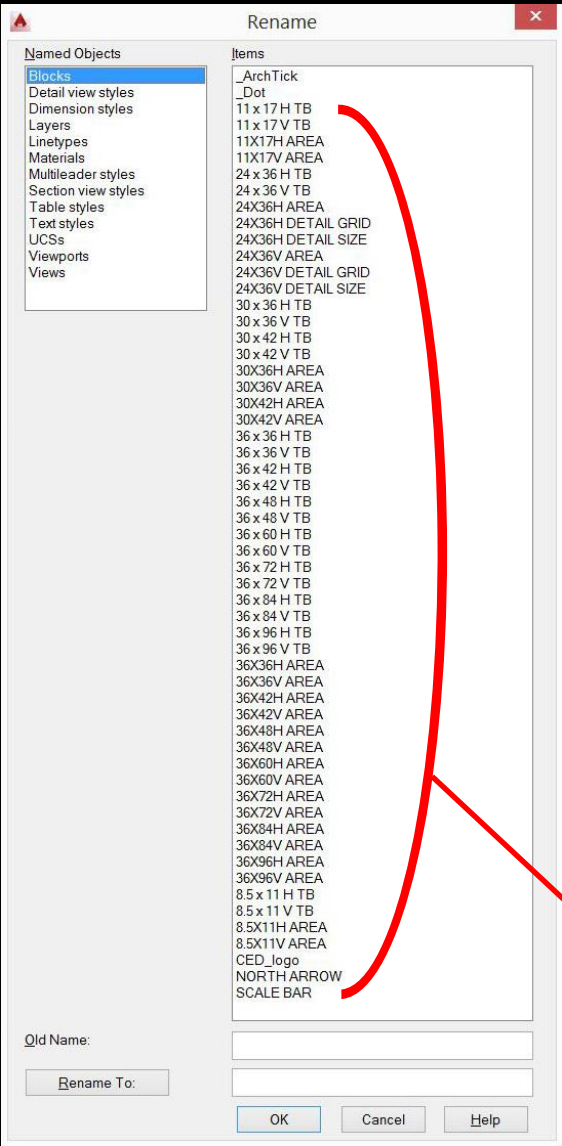 Rename
Named Objects
Blocks
Detail view styles
Dimension styles
Layers
Linetypes
Materials
Multileader styles
Section view styles
Table styles
Text styles
UCSs
Viewports
Views
Items
_ArchTick
_Dot
11 x 17 H TB
11 x 17 V TB
11X17H AREA
11X17V AREA
24 x 36 H TB
24 x 36 V TB
24X36H AREA
24X36H DETAIL GRID
24X36H DETAIL SIZE
24X36V AREA
24X36V DETAIL GRID
24X36V DETAIL SIZE
30 x 36 H TB
30 x 36 V TB
30 x 42 H TB
30 x 42 V TB
30X36H AREA
30X36V AREA
30X42H AREA
30X42V AREA
36 x 36 H TB
36 x 36 V TB
36 x 42 H TB
36 x 42 V TB
36 x 48 H TB
36 x 48 V TB
36 x 60 H TB
36 x 60 V TB
36 x 72 H TB
36 x 72 V TB
36 x 84 H TB
36 x 84 V TB
36 x 96 H TB
36 x 96 V TB
36X36H AREA
36X36V AREA
36X42H AREA
36X42V AREA
36X48H AREA
36X48V AREA
36X60H AREA
36X60V AREA
36X72H AREA
36X72V AREA
36X84H AREA
36X84V AREA
36X96H AREA
36X96V AREA
8.5 x 11 H TB
8.5 x 11 V TB
8.5X11H AREA
8.5X11V AREA
CED_logo
NORTH ARROW
SCALE BAR
Old Name:
Rename To:
OK Cancel Help